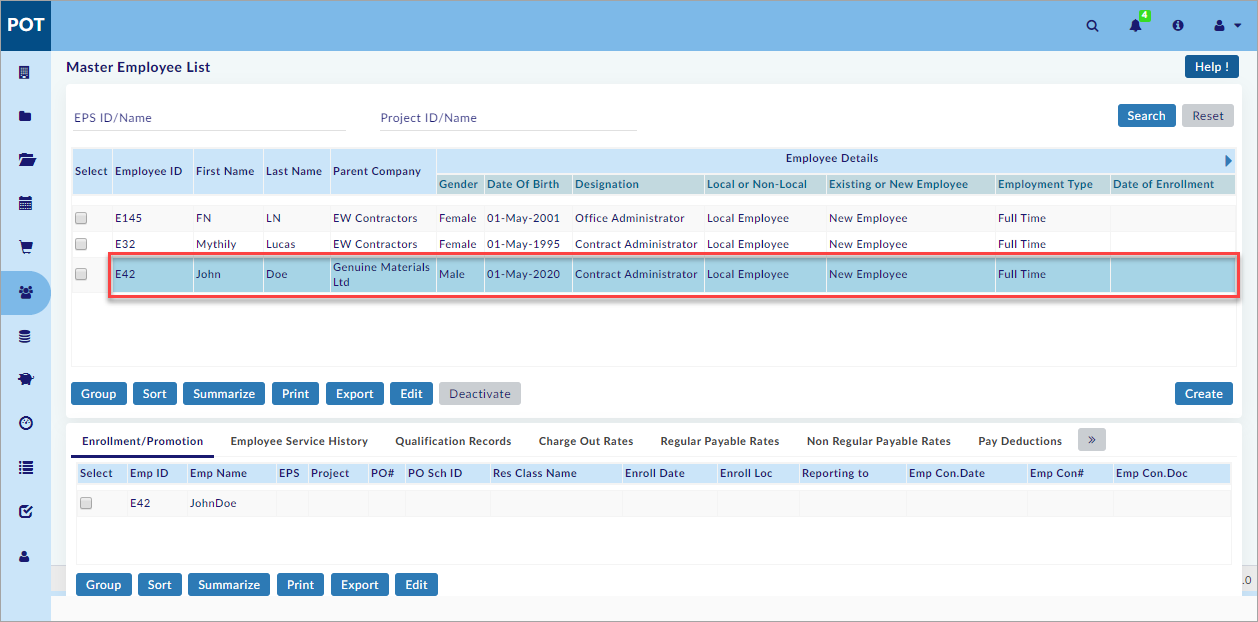 POT
4
Master Employee List
Help !
EPS ID/Name
Project ID/Name
Search
Reset
Select
Employee ID
First Name
Last Name
Parent Company
Employee Details
Gender
Date Of Birth
Designation
Local or Non-Local
Existing or New Employee
Employment Type
Date of Enrollment
E145 FN LN EW Contractors Female 01-May-2001 Office Administrator Local Employee New Employee Full Time
E32 Mythily Lucas EW Contractors Female 01-May-1995 Contract Administrator Local Employee New Employee Full Time
E42 John Doe Genuine Materials
Ltd
Male 01-May-2020 Contract Administrator Local Employee New Employee Full Time
Group Sort Summarize Print Export Edit Deactivate Create
Enrollment/Promotion Employee Service History Qualification Records Charge Out Rates Regular Payable Rates Non Regular Payable Rates Pay Deductions »
Select Emp ID Emp Name EPS Project PO# PO Sch ID Res Class Name Enroll Date Enroll Loc Reporting to Emp Con.Date Emp Con# Emp Con.Doc
E42 JohnDoe
Group Sort Summarize Print Export Edit
.0